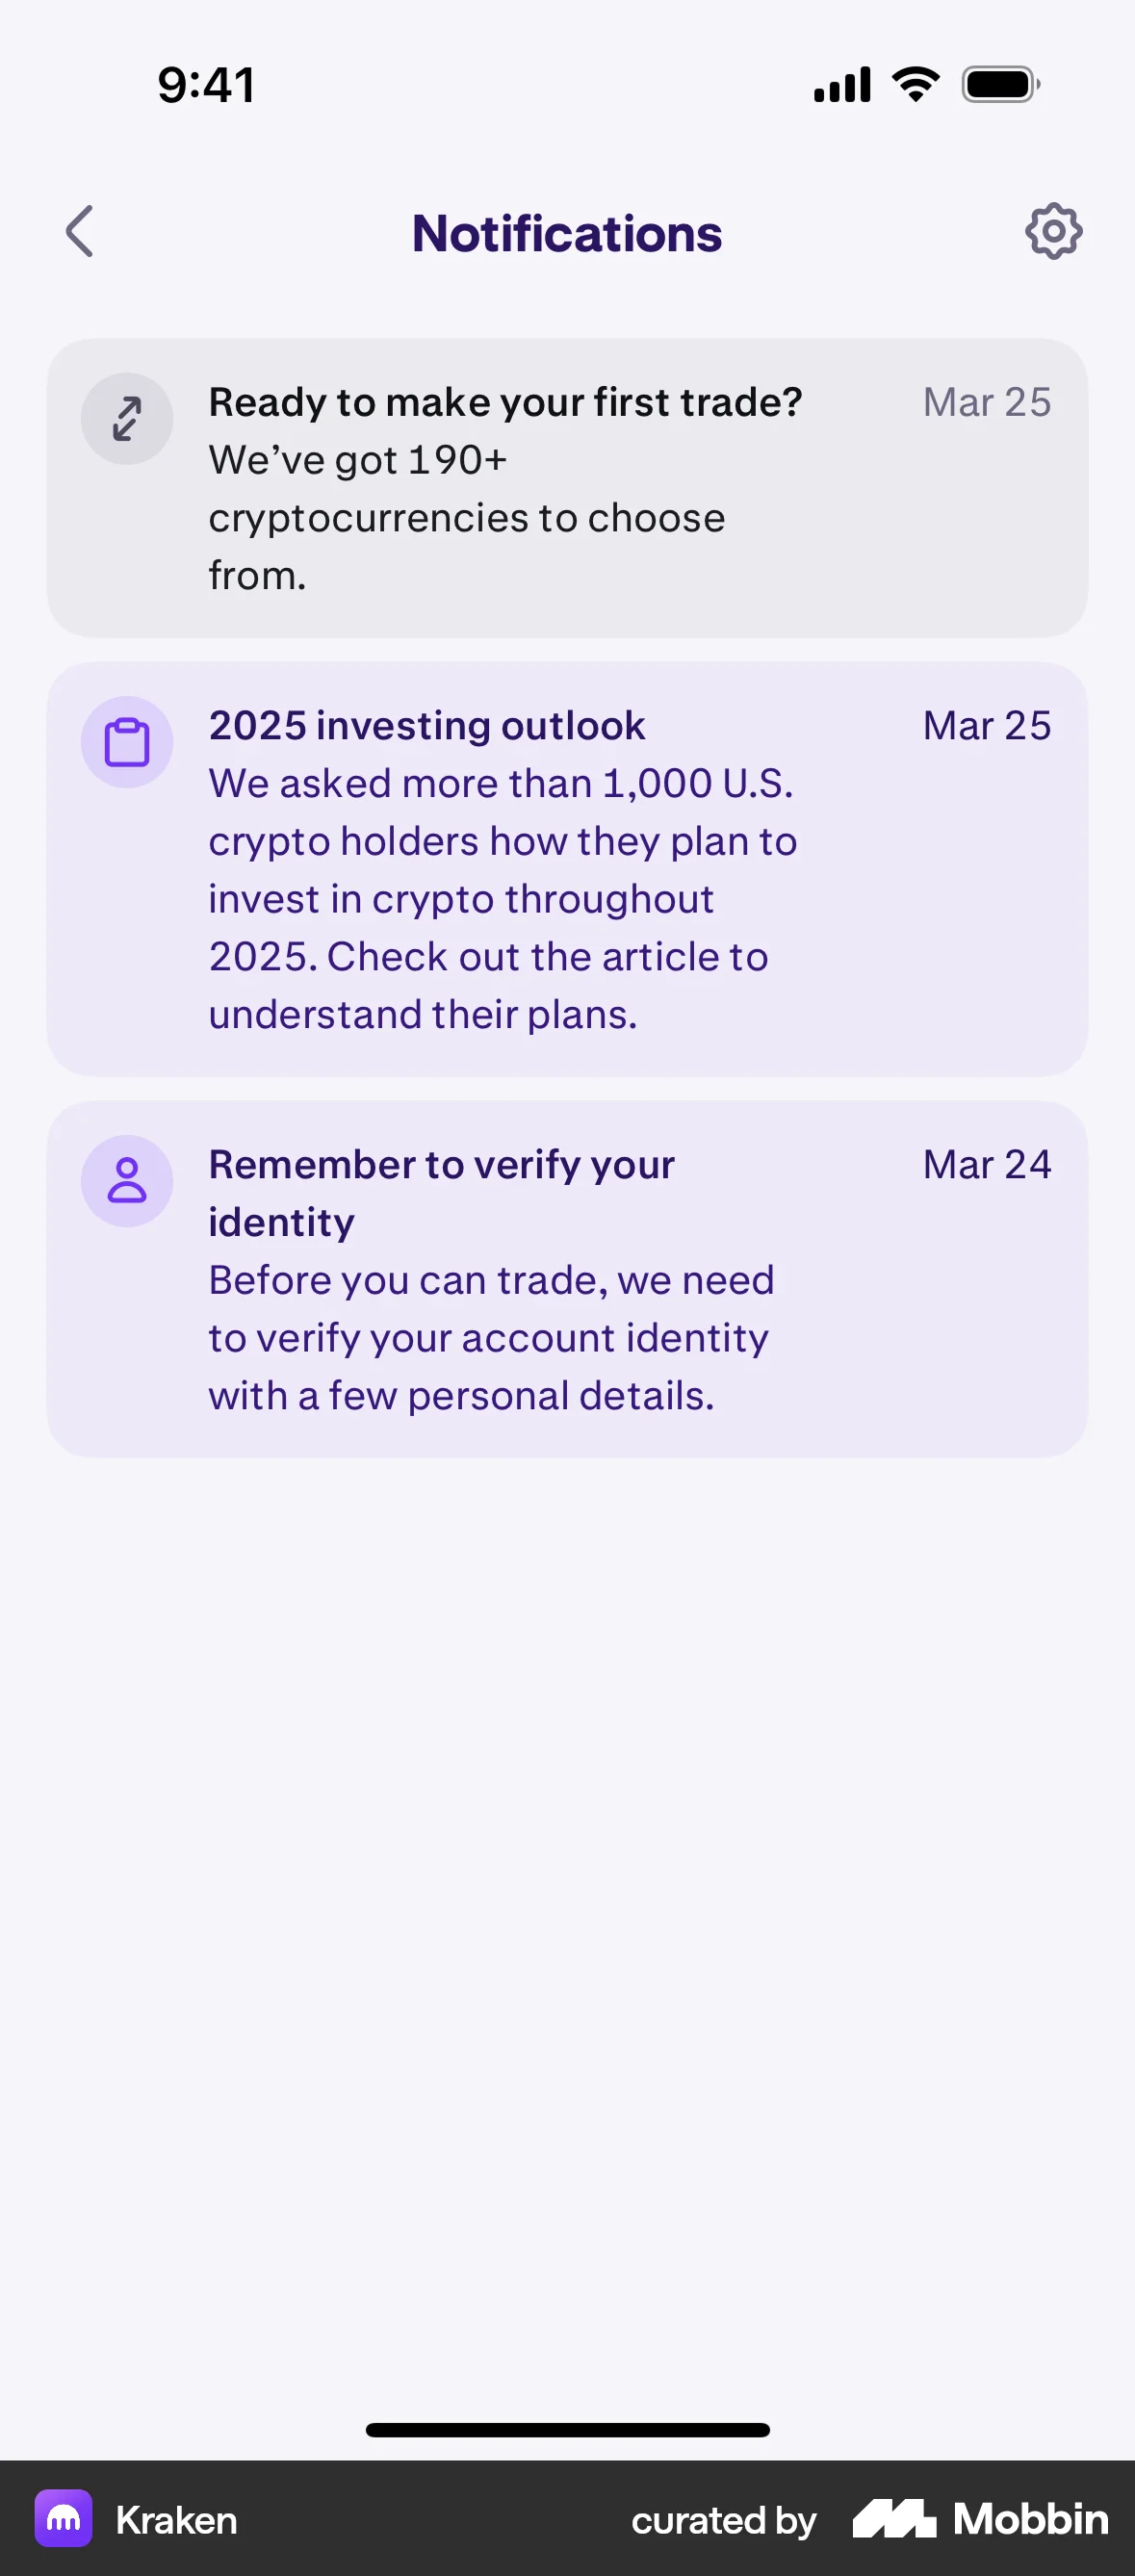 9:41
Notifications
Ready to make your first trade?
Mar 25
We’ve got 190+
cryptocurrencies to choose
from.
2025 investing outlook
Mar 25
We asked more than 1,000 U.S.
crypto holders how they plan to
invest in crypto throughout
2025. Check out the article to
understand their plans.
Remember to verify your
identity
Mar 24
Before you can trade, we need
to verify your account identity
with a few personal details.
Kraken
curated by Mobbin